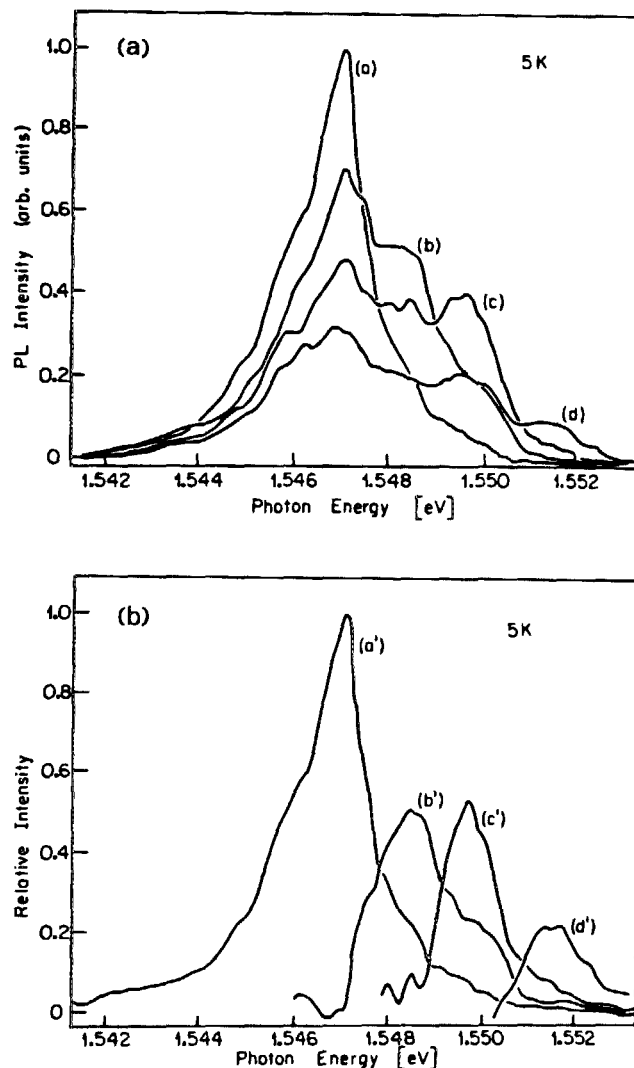 (a)
5K
PL Intensity (arb. units)
1.0
0.8
0.6
0.4
0.2
0
(a)
(b)
(c)
(d)
1.542
1.544
1.546
1.548
1.550
1.552
Photon Energy [eV]
(b)
5K
Relative Intensity
1.0
0.8
0.6
0.4
0.2
0
(a')
(b')
(c')
(d')
1.542
1.544
1.546
1.548
1.550
1.552
Photon Energy [eV]